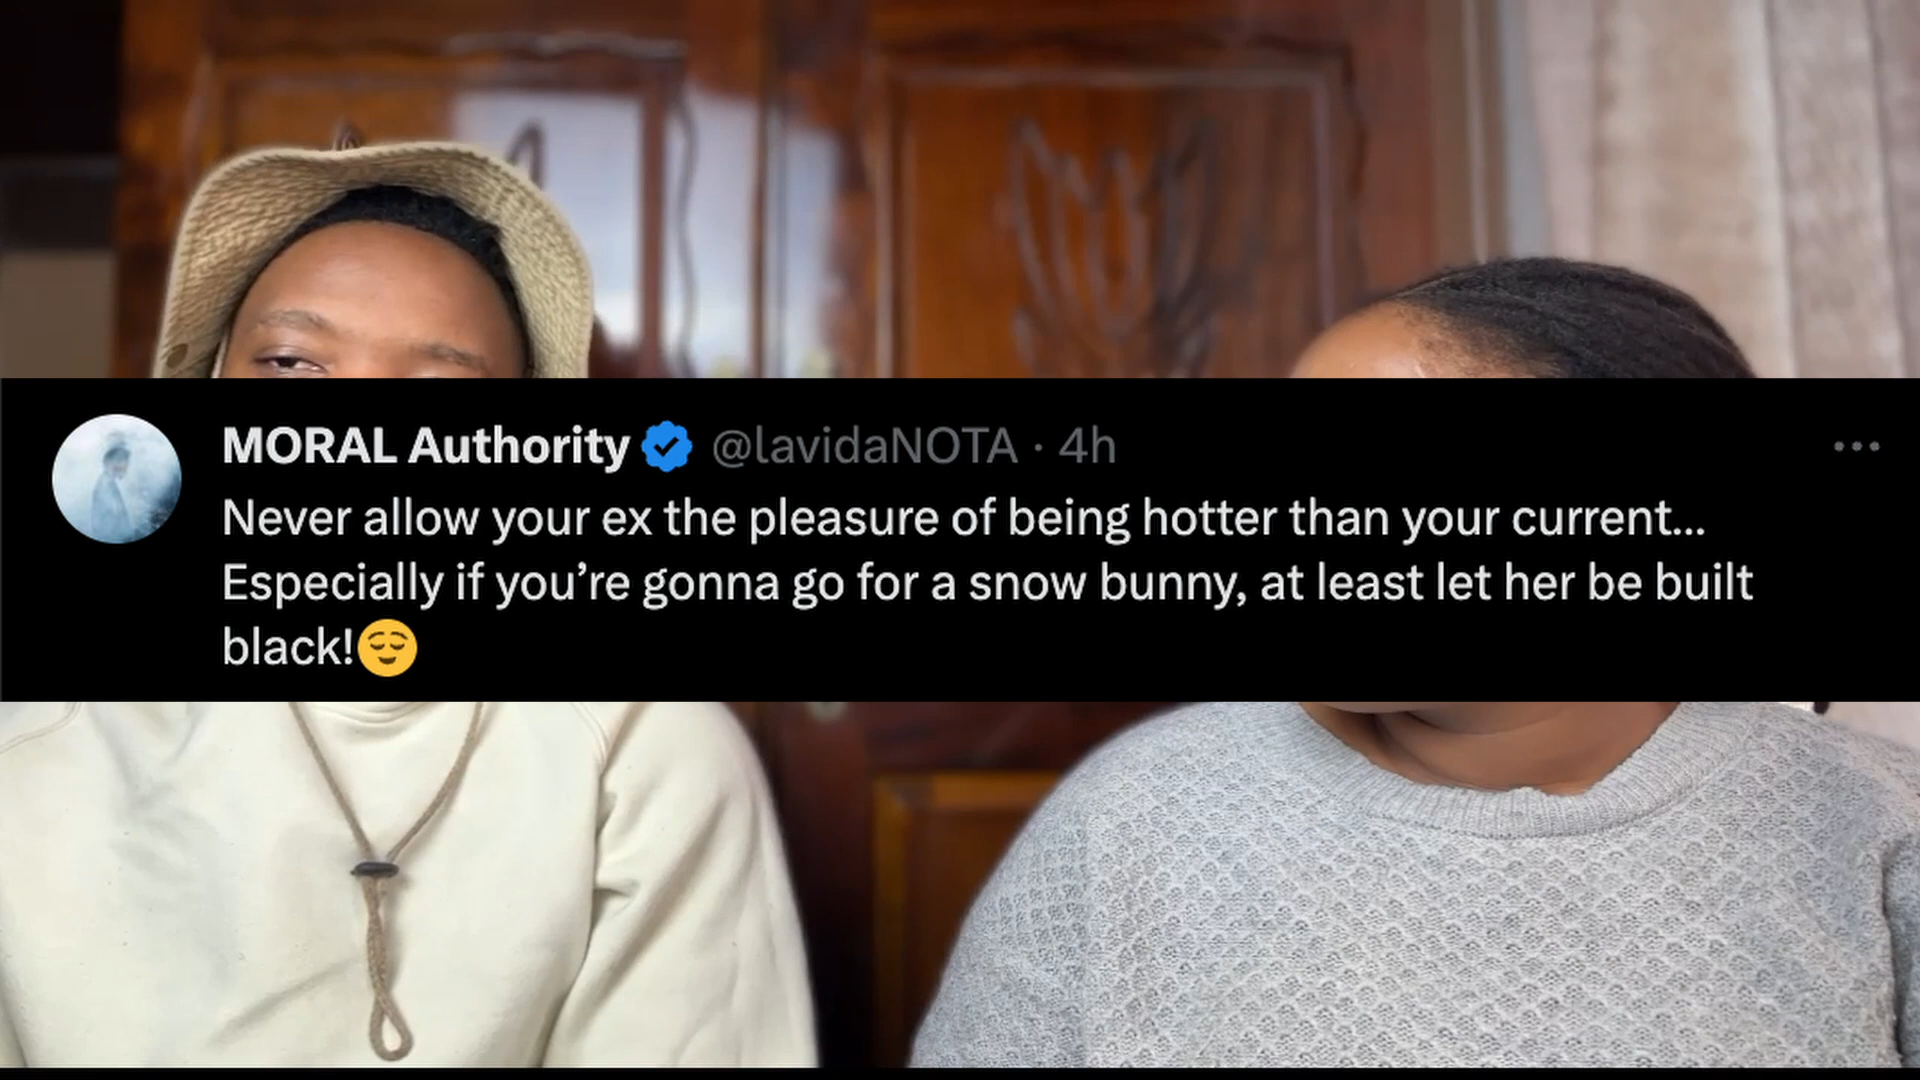 MORAL Authority @lavidaNOTA · 4h
Never allow your ex the pleasure of being hotter than your current...
Especially if you’re gonna go for a snow bunny, at least let her be built
black!😌